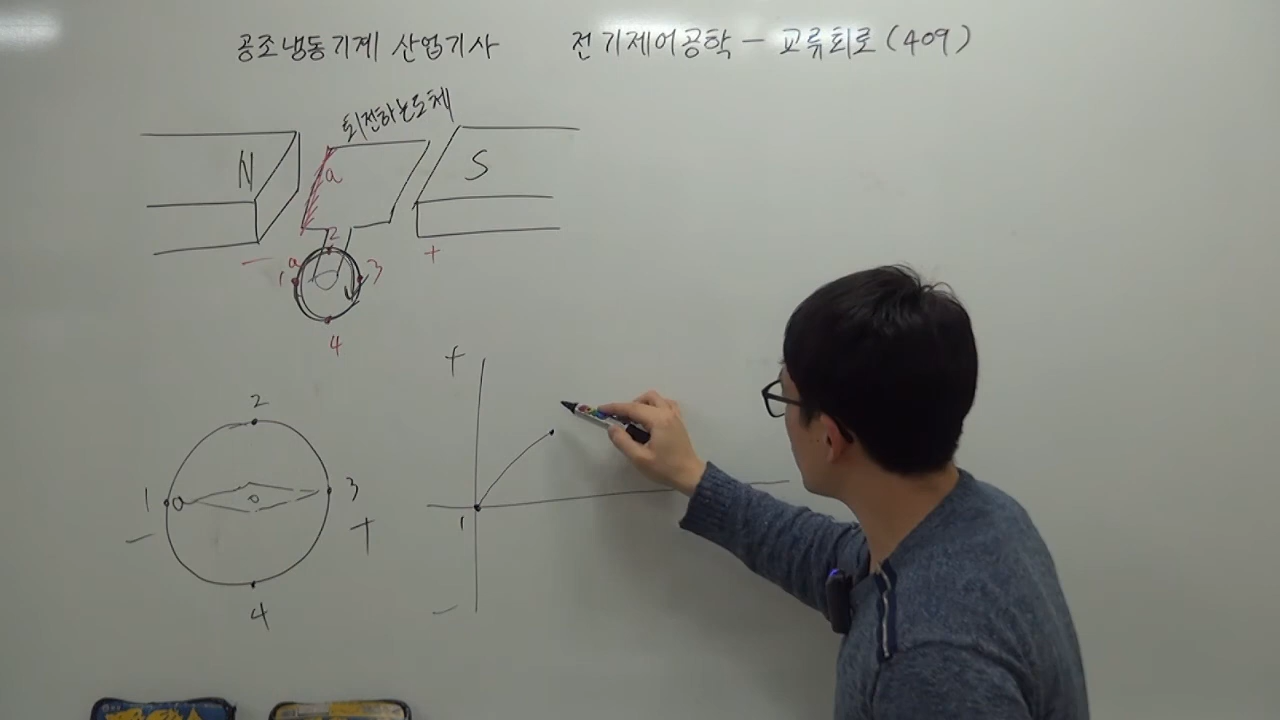 공조냉동기계 산업기사 전기제어공학 - 교류회로 (409)
회전하는도체
N a S
2
- a +
1 3
4
+
2
1 a 0 3
- +
1
4
-